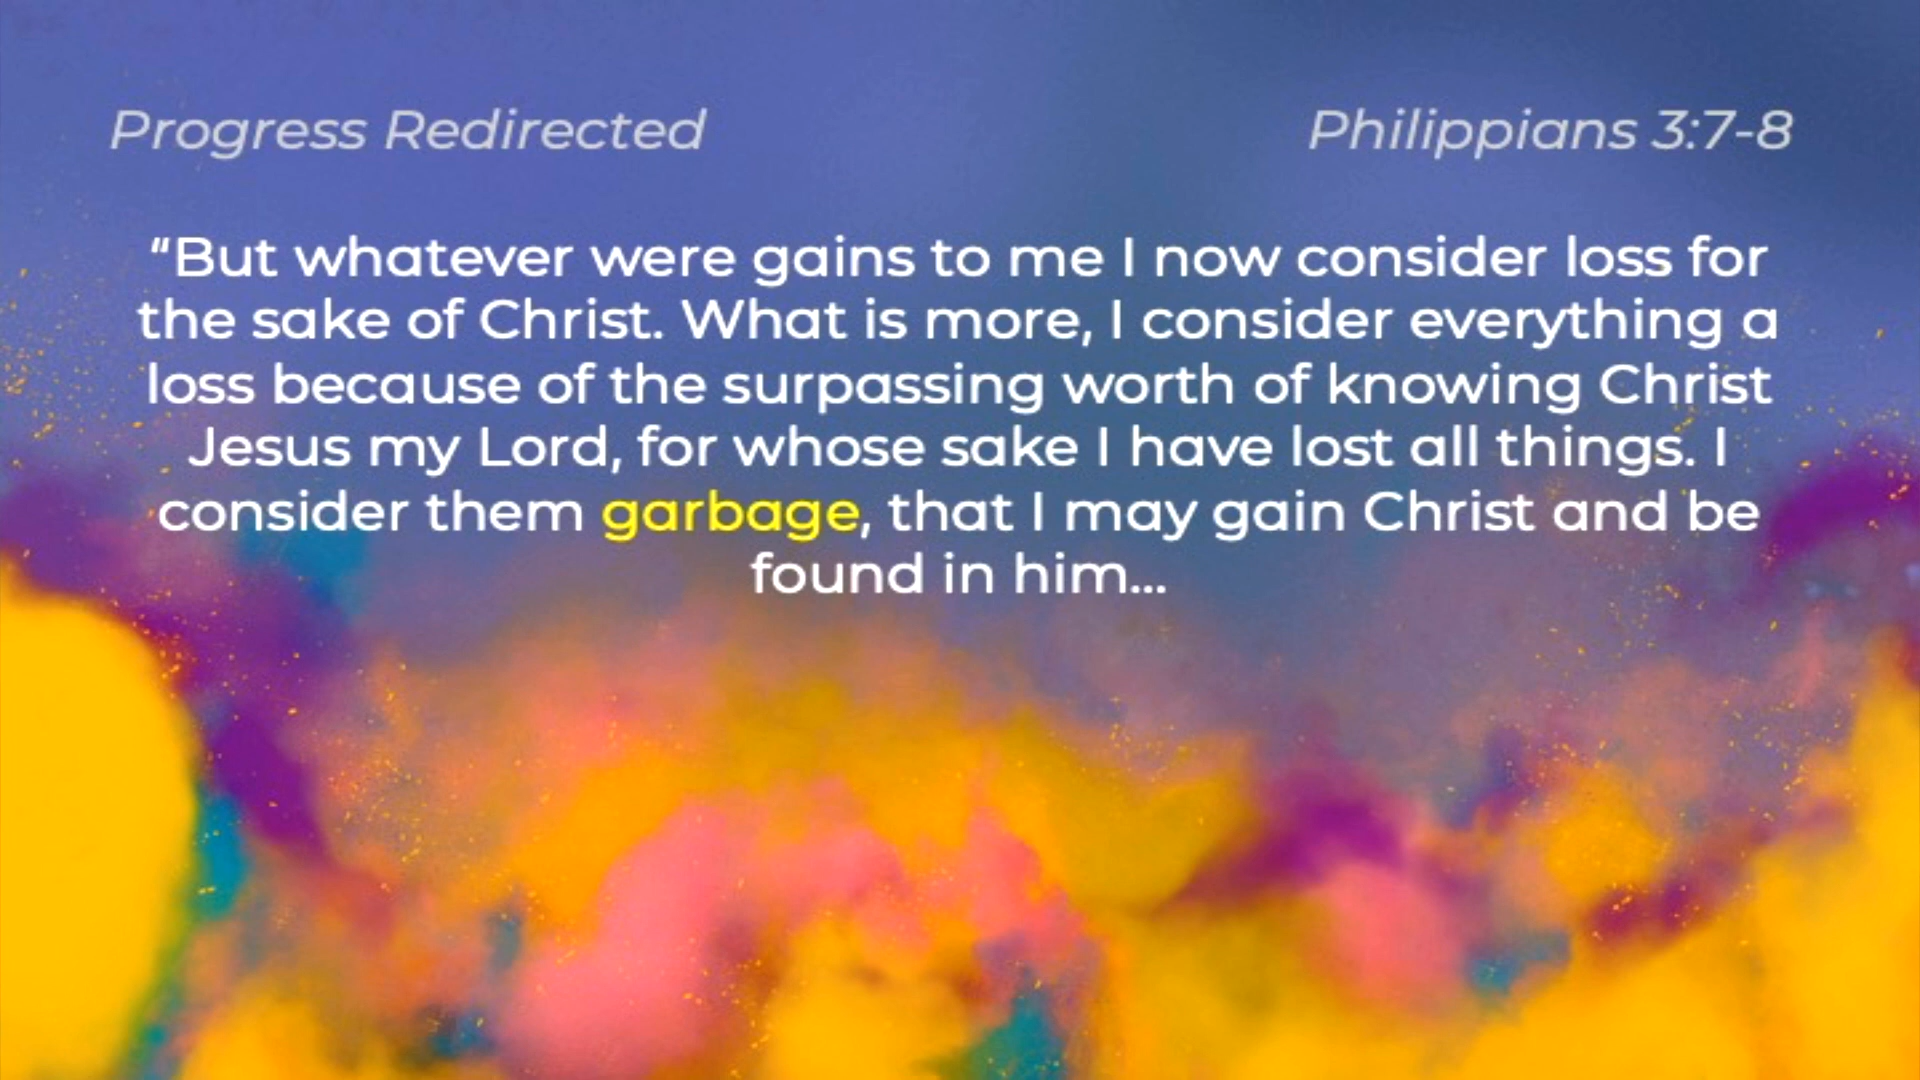 Progress Redirected
Philippians 3:7-8
“But whatever were gains to me I now consider loss for
the sake of Christ. What is more, I consider everything a
loss because of the surpassing worth of knowing Christ
Jesus my Lord, for whose sake I have lost all things. I
consider them garbage, that I may gain Christ and be
found in him...